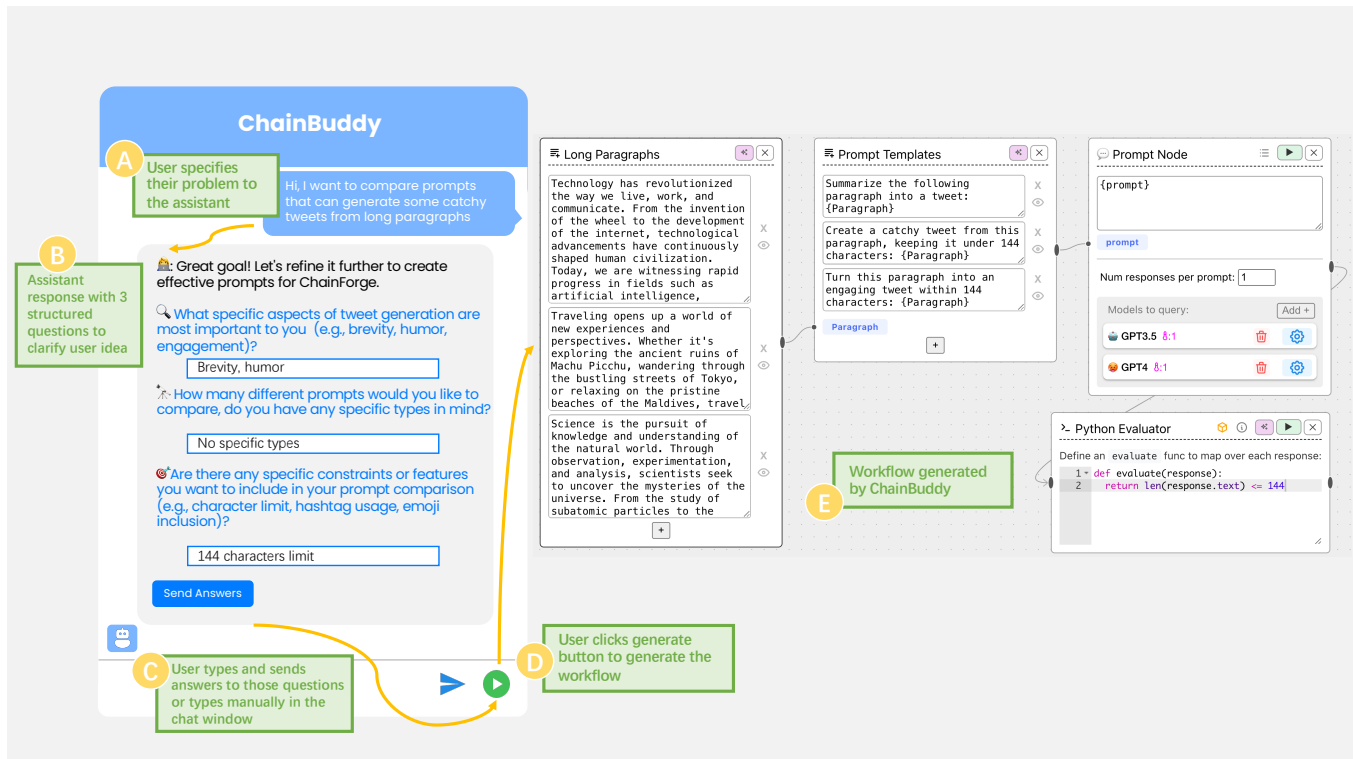 ChainBuddy
A
User specifies
their problem to
the assistant
Hi, I want to compare prompts
that can generate some catchy
tweets from long paragraphs
B
Assistant
response with 3
structured
questions to
clarify user idea
: Great goal! Let's refine it further to create
effective prompts for ChainForge.
What specific aspects of tweet generation are
most important to you (e.g., brevity, humor,
engagement)?
Brevity, humor
How many different prompts would you like to
compare, do you have any specific types in mind?
No specific types
Are there any specific constraints or features
you want to include in your prompt comparison
(e.g., character limit, hashtag usage, emoji
inclusion)?
144 characters limit
Send Answers
C
User types and sends
answers to those questions
or types manually in the
chat window
D
User clicks generate
button to generate the
workflow
Long Paragraphs
Technology has revolutionized
the way we live, work, and
communicate. From the invention
of the wheel to the development
of the internet, technological
advancements have continuously
shaped human civilization.
Today, we are witnessing rapid
progress in fields such as
artificial intelligence,
X
Traveling opens up a world of
new experiences and
perspectives. Whether it's
exploring the ancient ruins of
Machu Picchu, wandering through
the bustling streets of Tokyo,
or relaxing on the pristine
beaches of the Maldives, travel
X
Science is the pursuit of
knowledge and understanding of
the natural world. Through
observation, experimentation,
and analysis, scientists seek
to uncover the mysteries of the
universe. From the study of
subatomic particles to the
X
+
Prompt Templates
Summarize the following
paragraph into a tweet:
{Paragraph}
X
Create a catchy tweet from this
paragraph, keeping it under 144
characters: {Paragraph}
X
Turn this paragraph into an
engaging tweet within 144
characters: {Paragraph}
X
Paragraph
+
Prompt Node
{prompt}
prompt
Num responses per prompt: 1
Models to query:
Add +
GPT3.5 :1
GPT4 :1
E
Workflow generated
by ChainBuddy
Python Evaluator
Define an evaluate func to map over each response:
1 def evaluate(response):
2 return len(response.text) <= 144